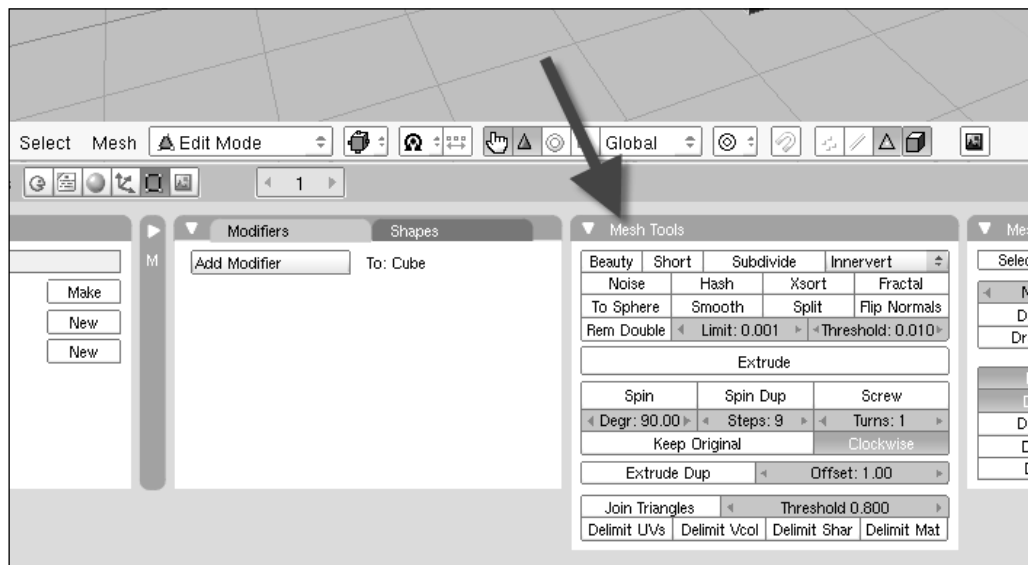 Select Mesh Edit Mode Global
1
Modifiers Shapes
M
Add Modifier To: Cube
Make
New
New
Mesh Tools
Beauty Short Subdivide Innervert
Noise Hash Xsort Fractal
To Sphere Smooth Split Flip Normals
Rem Double Limit: 0.001 Threshold: 0.010
Extrude
Spin Spin Dup Screw
Degr: 90.00 Steps: 9 Turns: 1
Keep Original Clockwise
Extrude Dup Offset: 1.00
Join Triangles Threshold 0.800
Delimit UVs Delimit Vcol Delimit Shar Delimit Mat